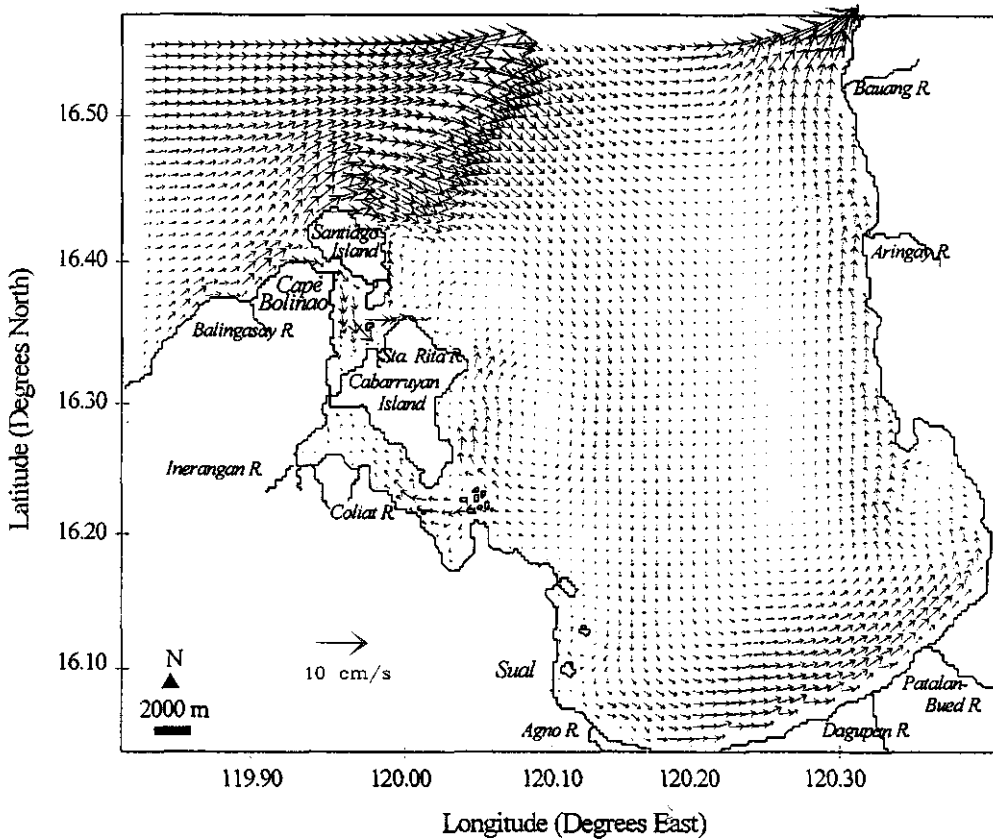 Latitude (Degrees North)
16.50
16.40
16.30
16.20
16.10
Bauang R.
Santiago
Island
Aringay R.
Cape
Bolinao
Balingasay R.
Sta. Rita R.
Cabarruyan
Island
Inerangan R.
Coliat R.
10 cm/s
N
2000 m
Sual
Agno R.
Patalan-
Bued R.
Dagupan R.
119.90
120.00
120.10
120.20
120.30
Longitude (Degrees East)